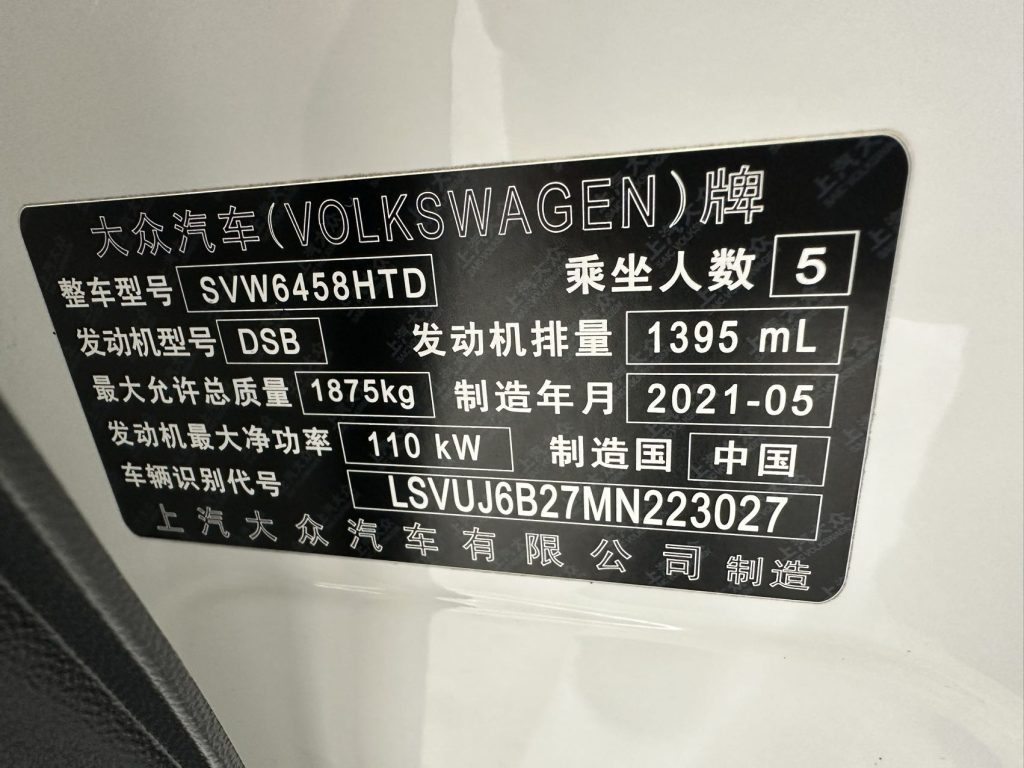 大众汽车(VOLKSWAGEN)牌
整车型号 SVW6458HTD 乘坐人数 5
发动机型号 DSB 发动机排量 1395 mL
最大允许总质量 1875kg 制造年月 2021-05
发动机最大净功率 110 kW 制造国 中国
车辆识别代号 LSVUJ6B27MN223027
上汽大众汽车有限公司制造